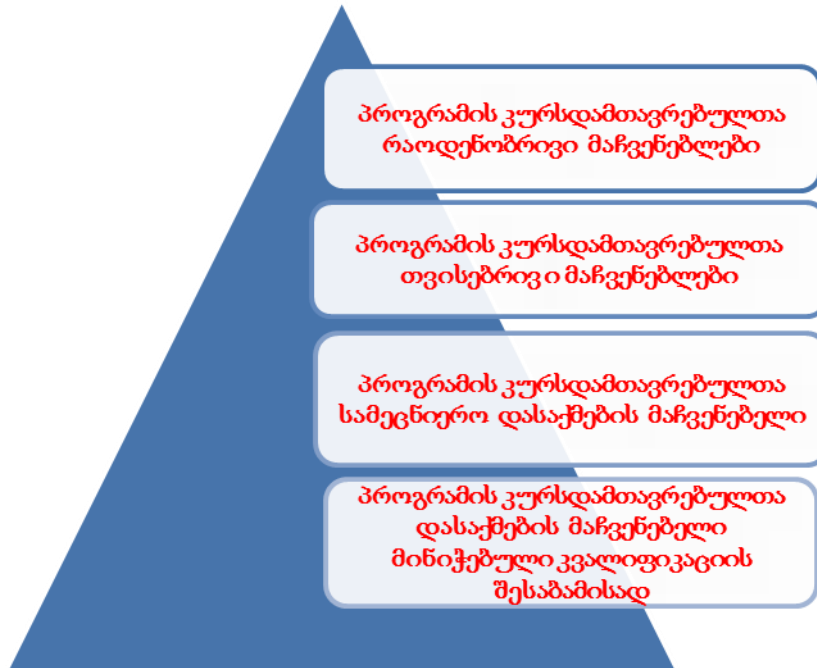 პროგრამის კურსდამთავრებულთა
რაოდენობრივი მაჩვენებლები
პროგრამის კურსდამთავრებულთა
თვისებრივი მაჩვენებლები
პროგრამის კურსდამთავრებულთა
სამეცნიერო დასაქმების მაჩვენებელი
პროგრამის კურსდამთავრებულთა
დასაქმების მაჩვენებელი
მინიჭებული კვალიფიკაციის
შესაბამისად